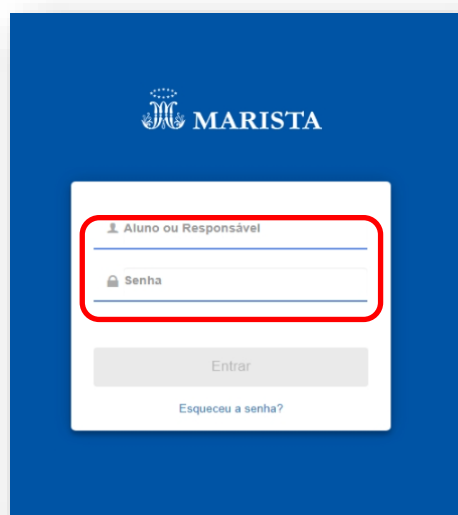 MARISTA
Aluno ou Responsável
Senha
Entrar
Esqueceu a senha?